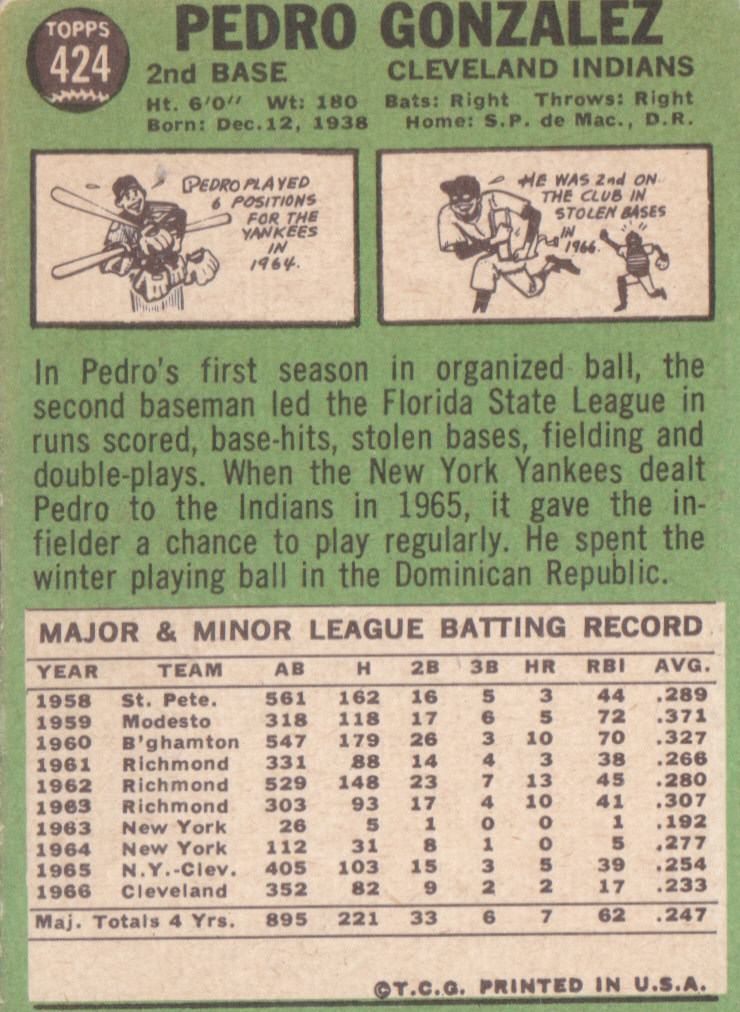 TOPPS
424
PEDRO GONZALEZ
2nd BASE CLEVELAND INDIANS
Ht. 6'0" Wt: 180 Bats: Right Throws: Right
Born: Dec. 12, 1938 Home: S.P. de Mac., D.R.
PEDRO PLAYED
6 POSITIONS
FOR THE
YANKEES
IN
1964.
HE WAS 2nd ON
THE CLUB IN
STOLEN BASES
IN
1966.
In Pedro's first season in organized ball, the
second baseman led the Florida State League in
runs scored, base-hits, stolen bases, fielding and
double-plays. When the New York Yankees dealt
Pedro to the Indians in 1965, it gave the in-
fielder a chance to play regularly. He spent the
winter playing ball in the Dominican Republic.
MAJOR & MINOR LEAGUE BATTING RECORD
YEAR TEAM AB H 2B 3B HR RBI AVG.
1958 St. Pete. 561 162 16 5 3 44 .289
1959 Modesto 318 118 17 6 5 72 .371
1960 B'ghamton 547 179 26 3 10 70 .327
1961 Richmond 331 88 14 4 3 38 .266
1962 Richmond 529 148 23 7 13 45 .280
1963 Richmond 303 93 17 4 10 41 .307
1963 New York 26 5 1 0 0 1 .192
1964 New York 112 31 8 1 0 5 .277
1965 N.Y.-Clev. 405 103 15 3 5 39 .254
1966 Cleveland 352 82 9 2 2 17 .233
Maj. Totals 4 Yrs. 895 221 33 6 7 62 .247
©T.C.G. PRINTED IN U.S.A.